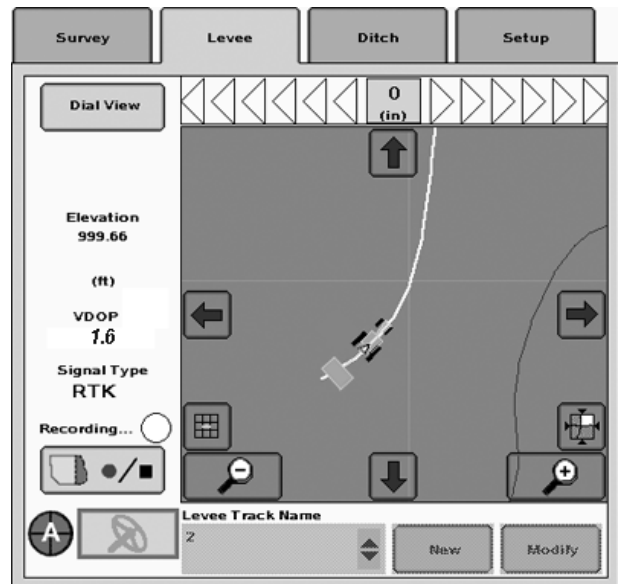 Survey
Levee
Ditch
Setup
Dial View
0
(in)
Elevation
999.66
(ft)
VDOP
1.6
Signal Type
RTK
Recording...
A
Levee Track Name
2
New
Modify